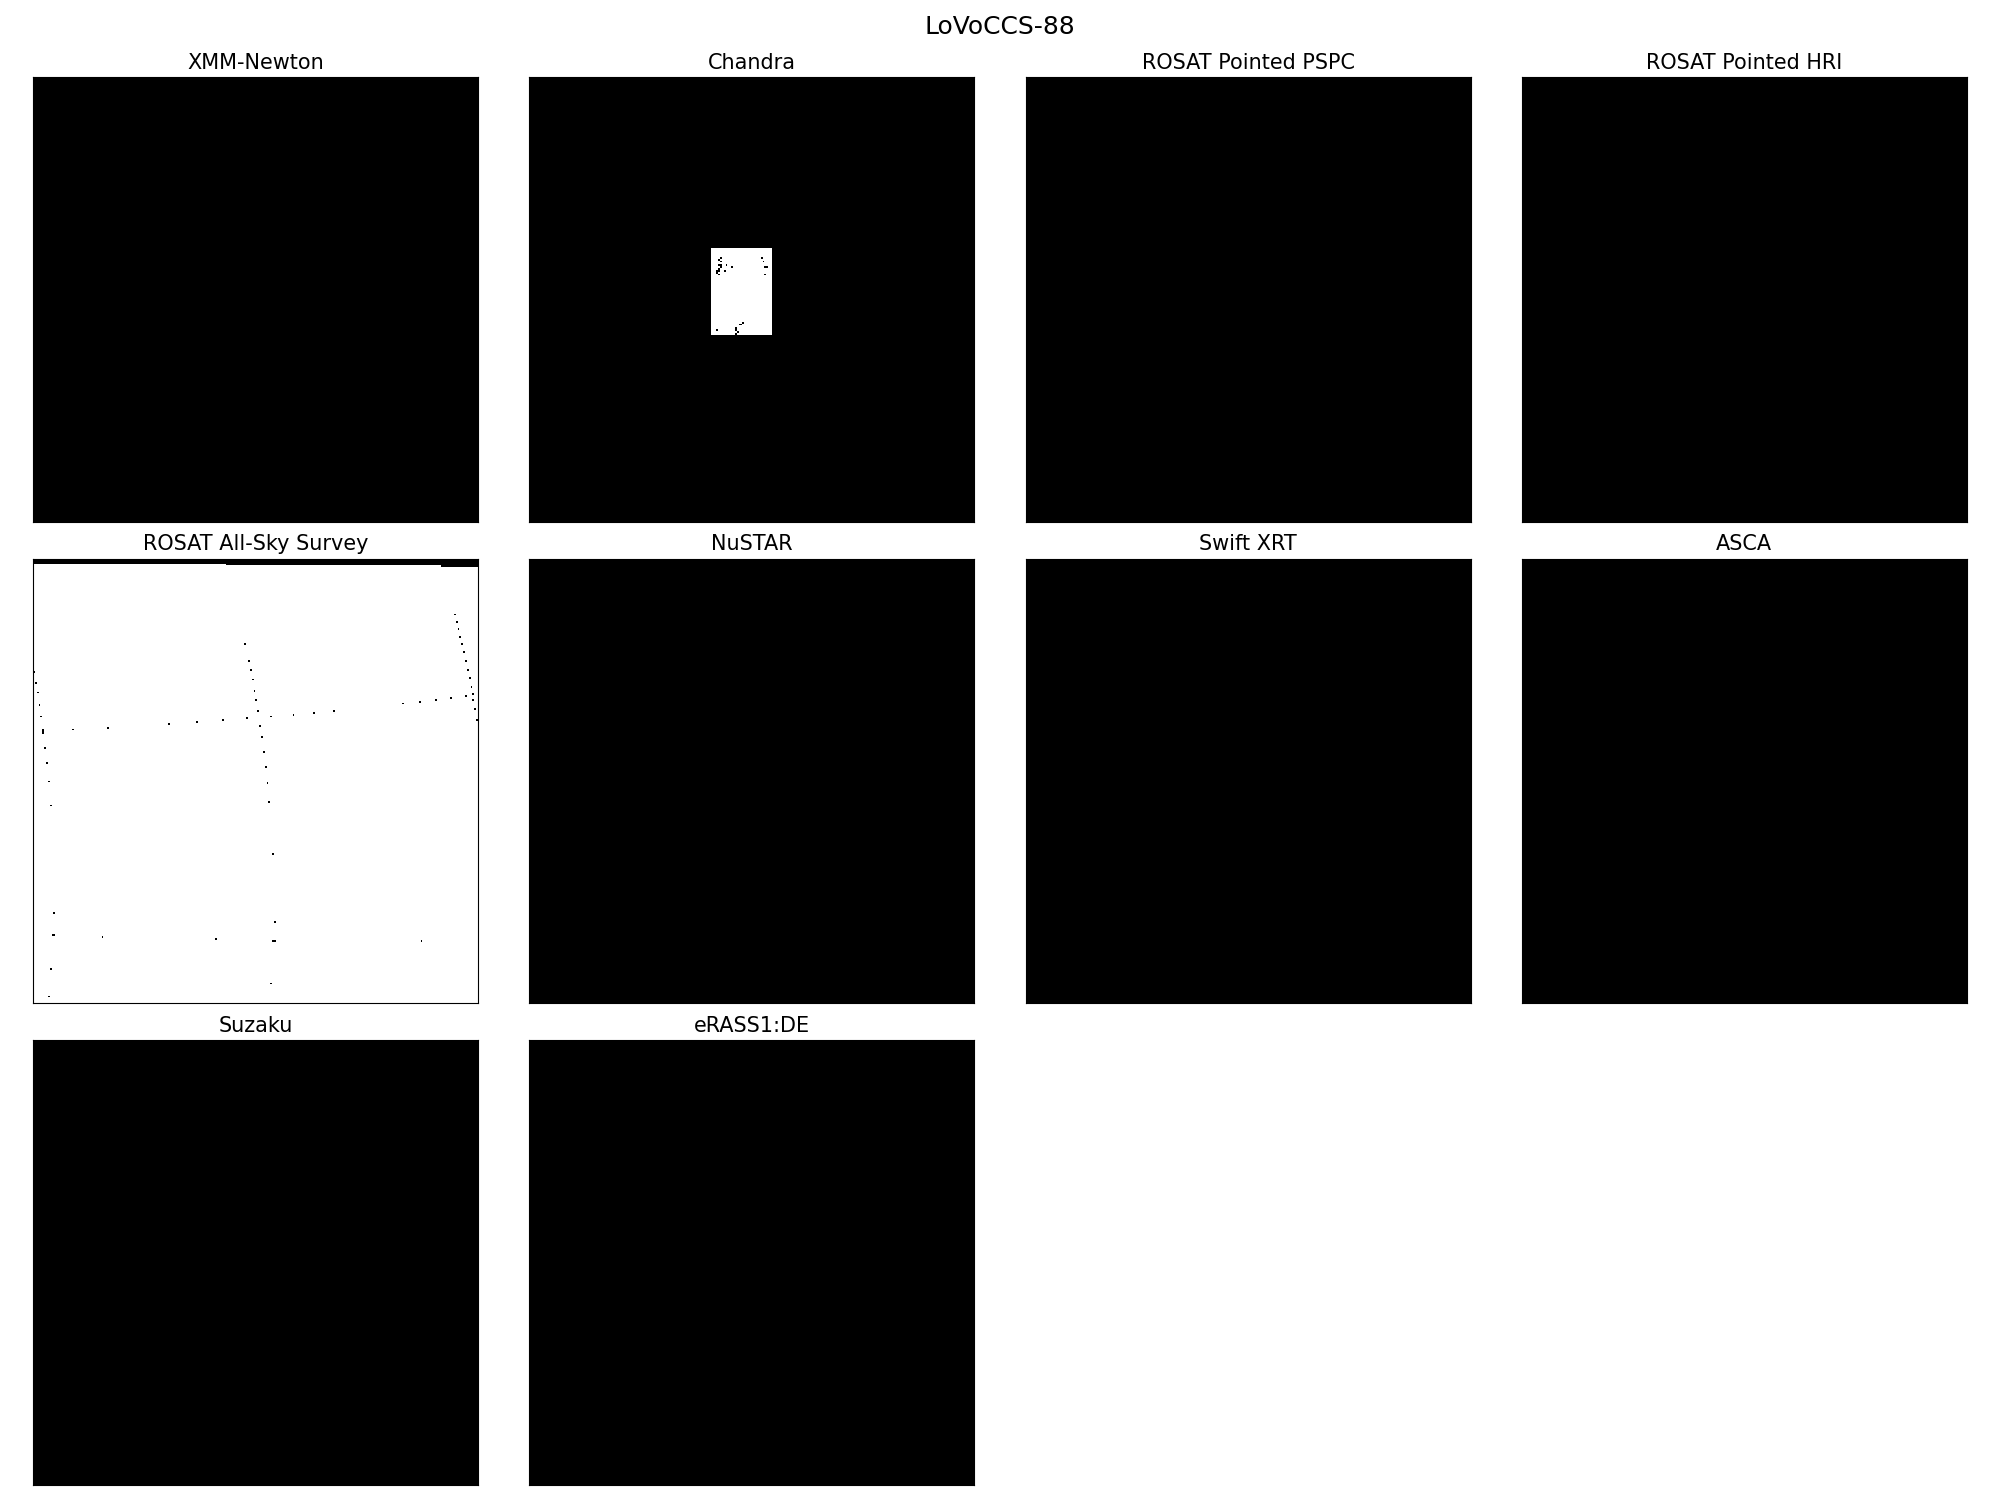 LoVoCCS-88
XMM-Newton
Chandra
ROSAT Pointed PSPC
ROSAT Pointed HRI
ROSAT All-Sky Survey
NuSTAR
Swift XRT
ASCA
Suzaku
eRASS1:DE